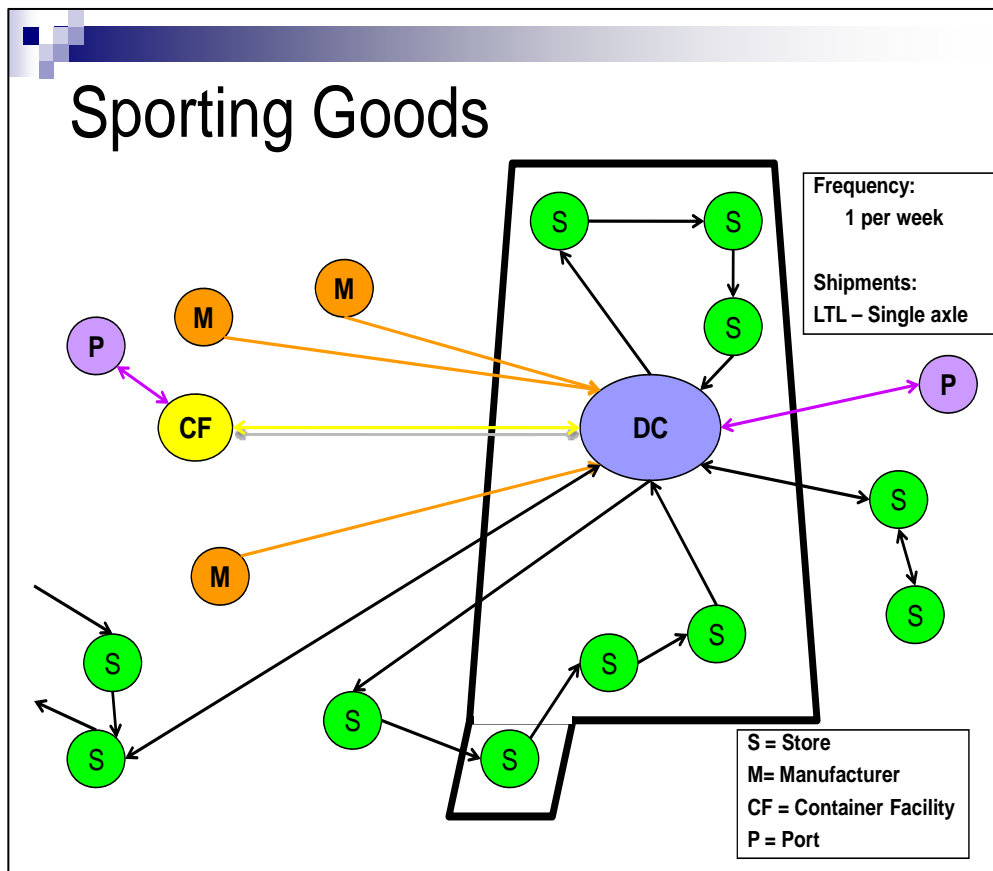 Sporting Goods
Frequency:
1 per week
Shipments:
LTL – Single axle
S
S
S
M
M
P
CF
DC
P
M
S
S
S
S
S
S
S
S
S = Store
M= Manufacturer
CF = Container Facility
P = Port